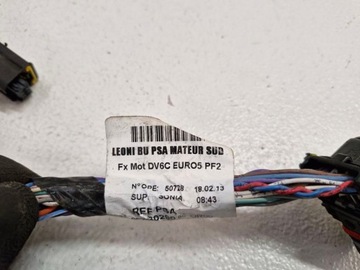 LEONI BU PSA MATEUR SUD
Fx Mot DV6C EURO5 PF2
N°OBE: 50728 18.02.13
SUP SONIA 08:43
REF PSA